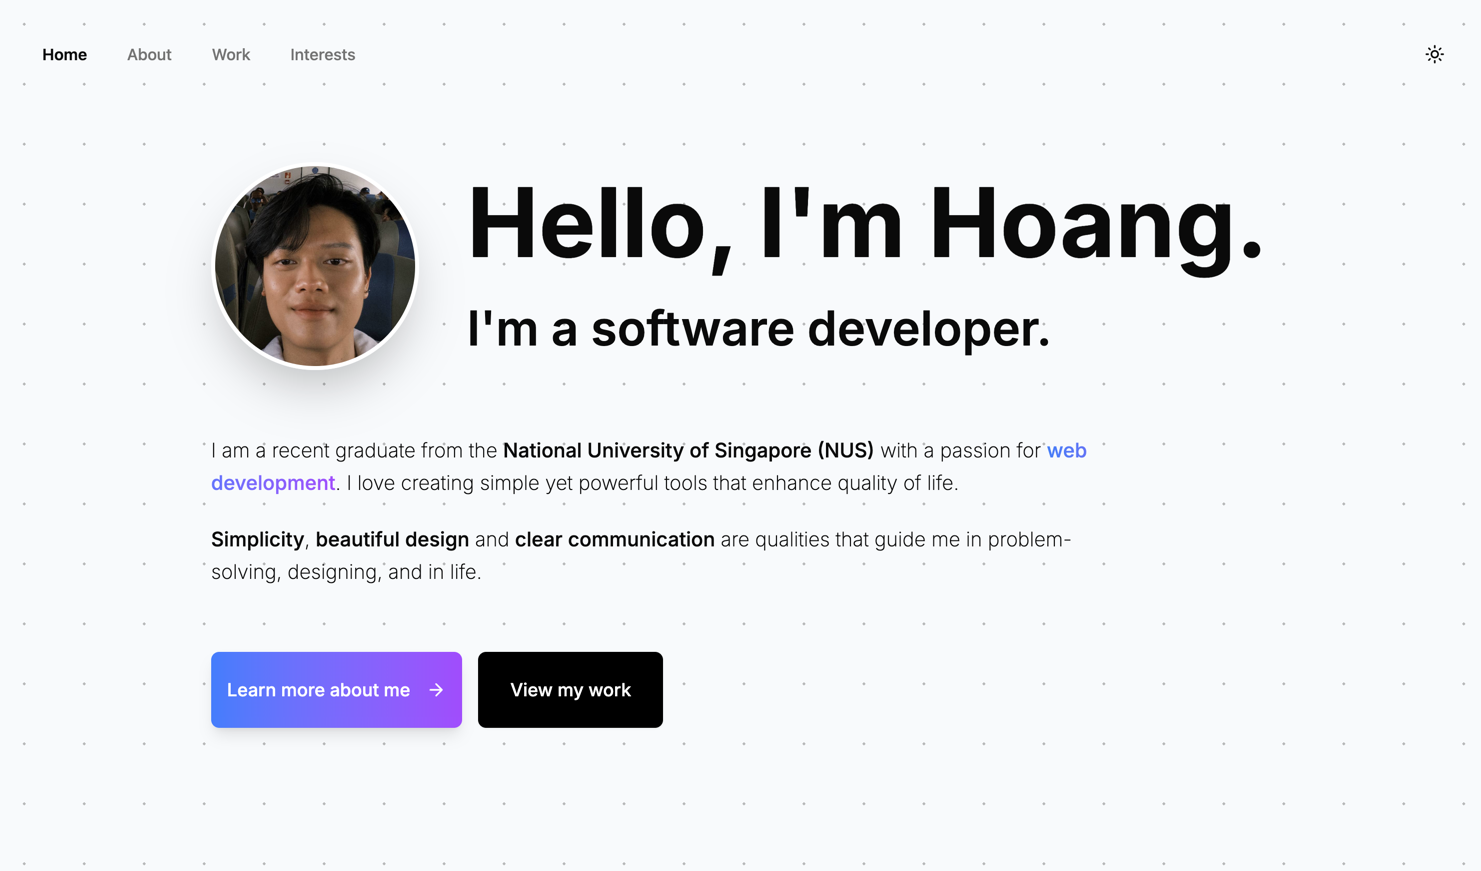 Home About Work Interests
Hello, I'm Hoang.
I'm a software developer.
I am a recent graduate from the National University of Singapore (NUS) with a passion for web
development. I love creating simple yet powerful tools that enhance quality of life.
Simplicity, beautiful design and clear communication are qualities that guide me in problem-
solving, designing, and in life.
Learn more about me → View my work